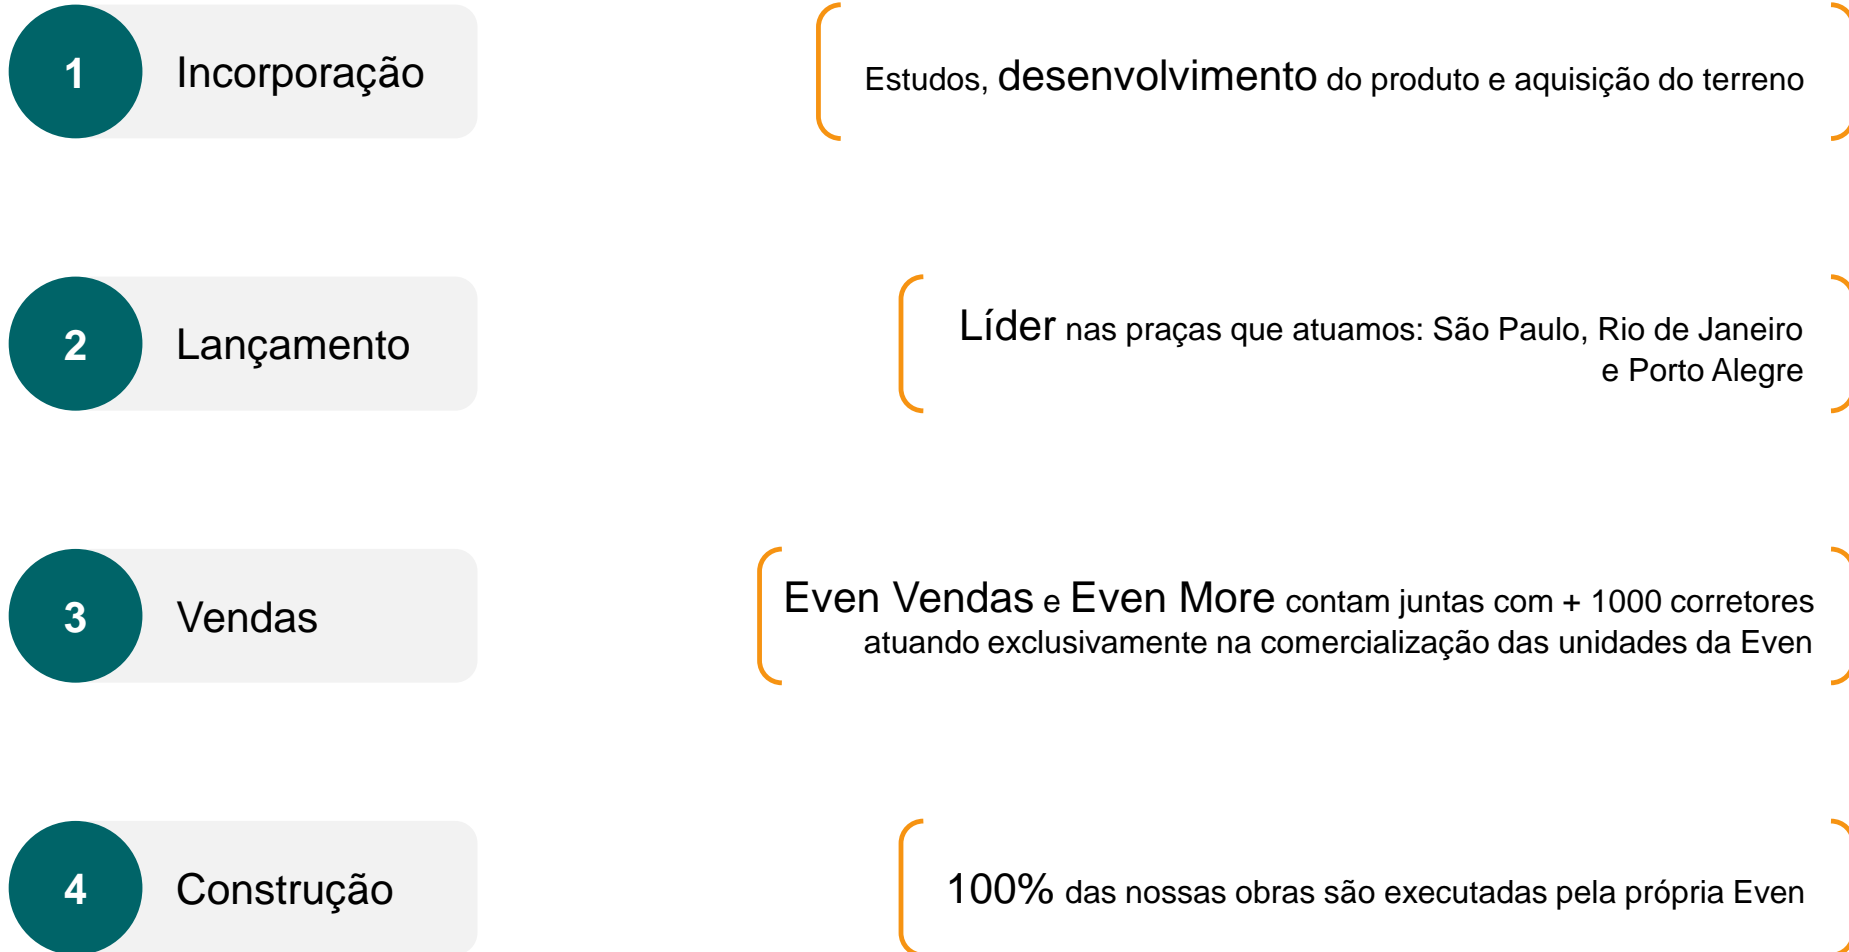 1
Incorporação
Estudos, desenvolvimento do produto e aquisição do terreno
2
Lançamento
Líder nas praças que atuamos: São Paulo, Rio de Janeiro
e Porto Alegre
3
Vendas
Even Vendas e Even More contam juntas com + 1000 corretores
atuando exclusivamente na comercialização das unidades da Even
4
Construção
100% das nossas obras são executadas pela própria Even